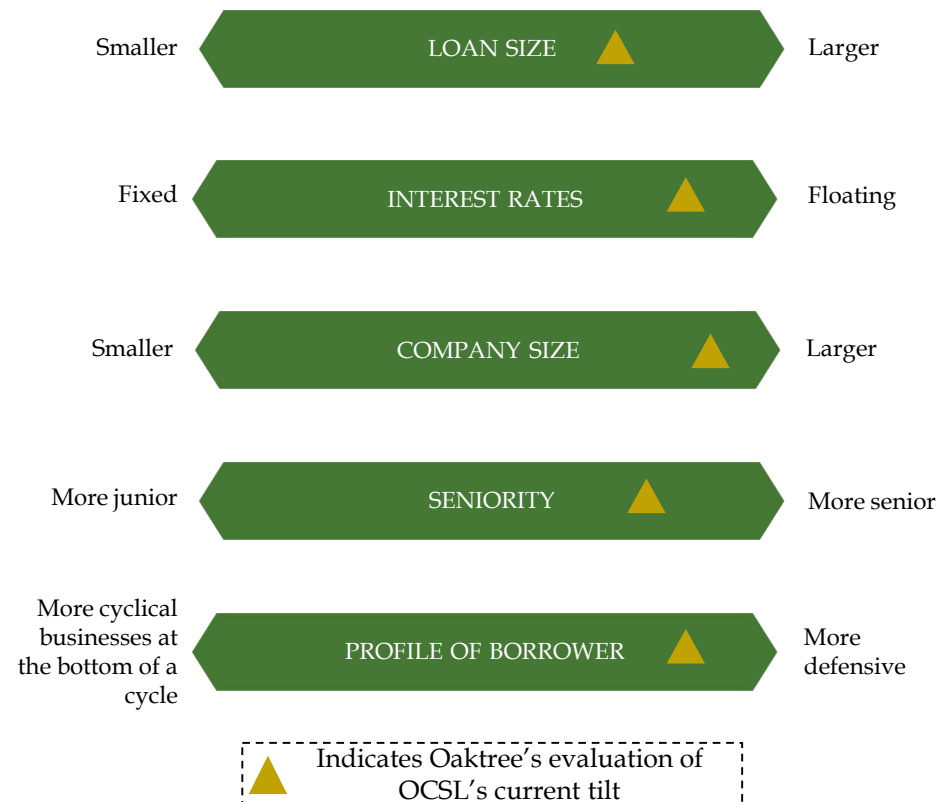 Smaller
LOAN SIZE
Larger
Fixed
INTEREST RATES
Floating
Smaller
COMPANY SIZE
Larger
More junior
SENIORITY
More senior
More cyclical
businesses at
the bottom of a
cycle
PROFILE OF BORROWER
More
defensive
Indicates Oaktree’s evaluation of
OCSL’s current tilt